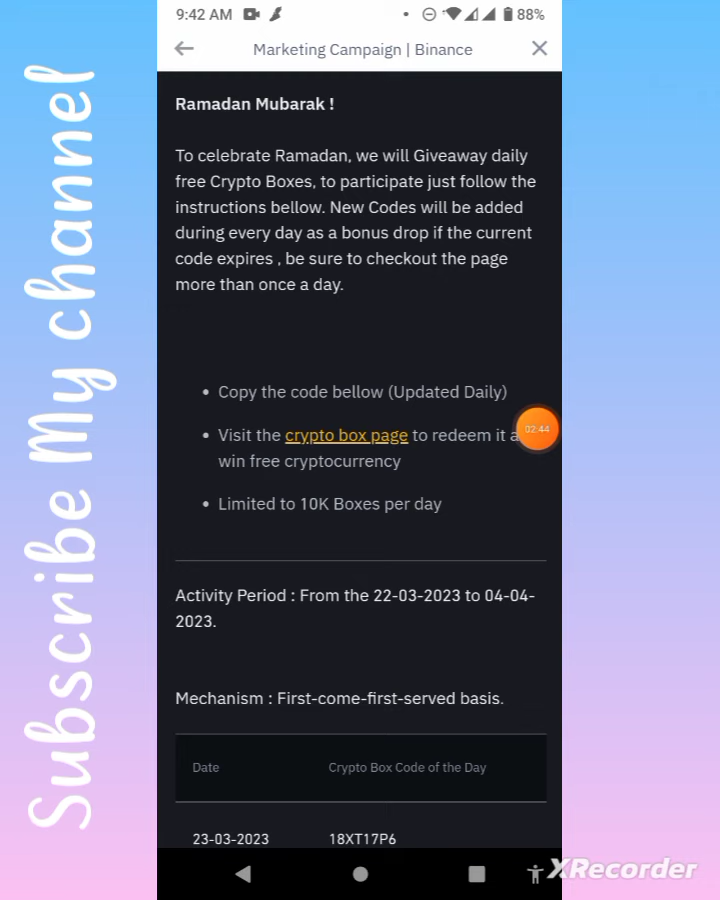 9:42 AM
88%
Marketing Campaign | Binance
Ramadan Mubarak !
To celebrate Ramadan, we will Giveaway daily
free Crypto Boxes, to participate just follow the
instructions bellow. New Codes will be added
during every day as a bonus drop if the current
code expires , be sure to checkout the page
more than once a day.
• Copy the code bellow (Updated Daily)
• Visit the crypto box page to redeem it a
02:44
win free cryptocurrency
• Limited to 10K Boxes per day
Activity Period : From the 22-03-2023 to 04-04-
2023.
Mechanism : First-come-first-served basis.
Date Crypto Box Code of the Day
23-03-2023 18XT17P6
XRecorder
Subscribe My channel